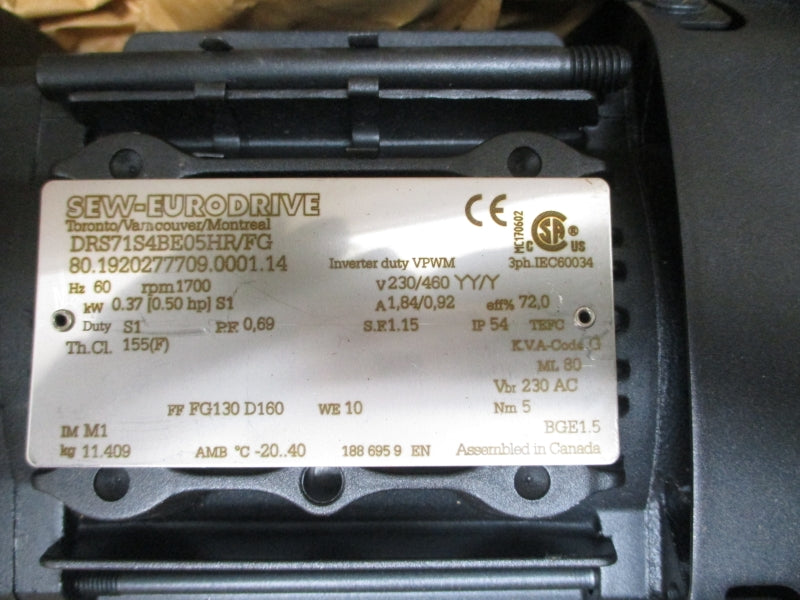 SEW-EURODRIVE
Toronto/Vancouver/Montreal
CE
MC170602
SA
C US
DRS71S4BE05HR/FG
80.1920277709.0001.14
Inverter duty VPWM
3ph.IEC60034
Hz 60 rpm 1700
V 230/460 YY/Y
kW 0.37 [0.50 hp] S1
A 1,84/0,92 eff% 72,0
Duty S1 P.F. 0,69
S.F. 1.15 IP 54 TEFC
Th.Cl. 155(F)
K.V.A-Code G
ML 80
Vbr 230 AC
FF FG130 D160 WE 10
Nm 5
IM M1
BGE1.5
kg 11.409 AMB °C -20..40 188 695 9 EN Assembled in Canada